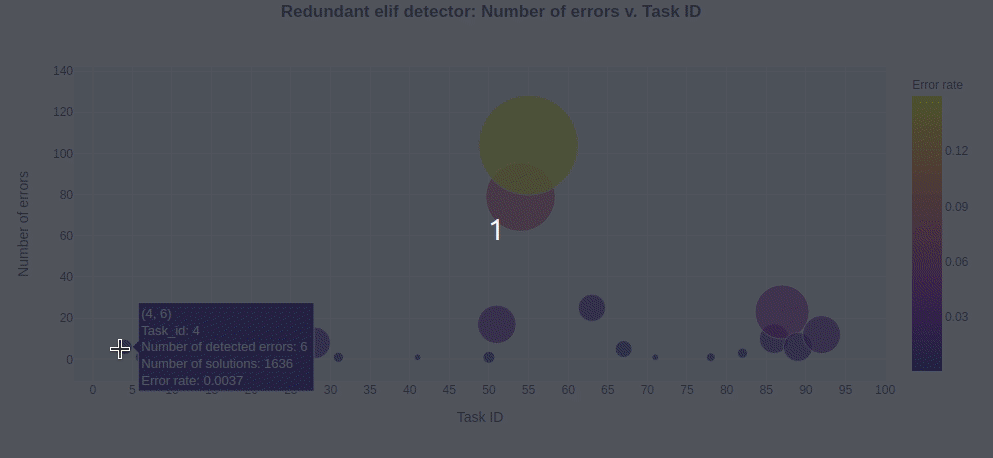 Redundant elif detector: Number of errors v. Task ID
Error rate
140
120
100
80
60
40
20
0
Number of errors
0.12
0.09
0.06
0.03
1
(4, 6)
Task_id: 4
Number of detected errors: 6
Number of solutions: 1636
Error rate: 0.0037
0 5 10 15 20 25 30 35 40 45 50 55 60 65 70 75 80 85 90 95 100
Task ID